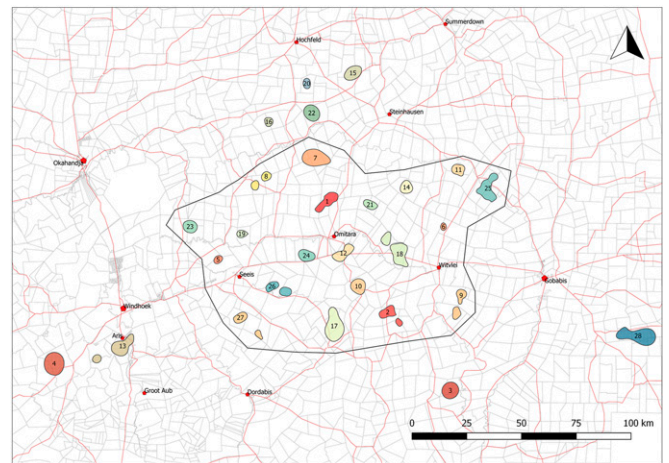 Summerdown
Hochfeld
15
20
22
Steinhausen
16
Okahandja
7
8
11
14
25
1
21
23
19
6
Omitara
18
12
24
5
Witvlei
Seeis
Gobabis
26
10
9
Windhoek
2
27
17
Aris
13
28
4
3
Groot Aub
Dordabis
0 25 50 75 100 km